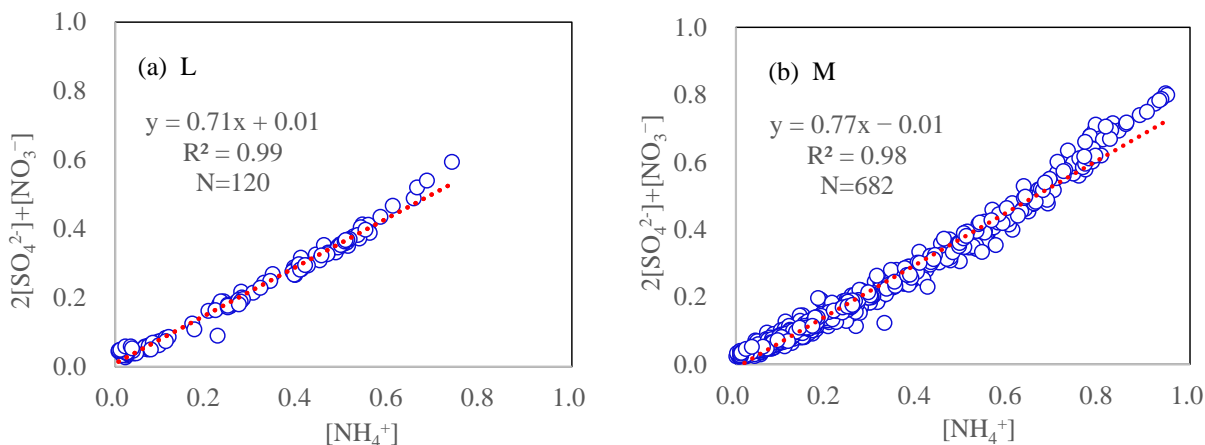 1.0
0.8
0.6
0.4
0.2
0.0
2[SO₄²⁻]+[NO₃⁻]
(a) L
y = 0.71x + 0.01
R² = 0.99
N=120
0.0 0.2 0.4 0.6 0.8 1.0
[NH₄⁺]
1.0
0.8
0.6
0.4
0.2
0.0
2[SO₄²⁻]+[NO₃⁻]
(b) M
y = 0.77x − 0.01
R² = 0.98
N=682
0.0 0.2 0.4 0.6 0.8 1.0
[NH₄⁺]